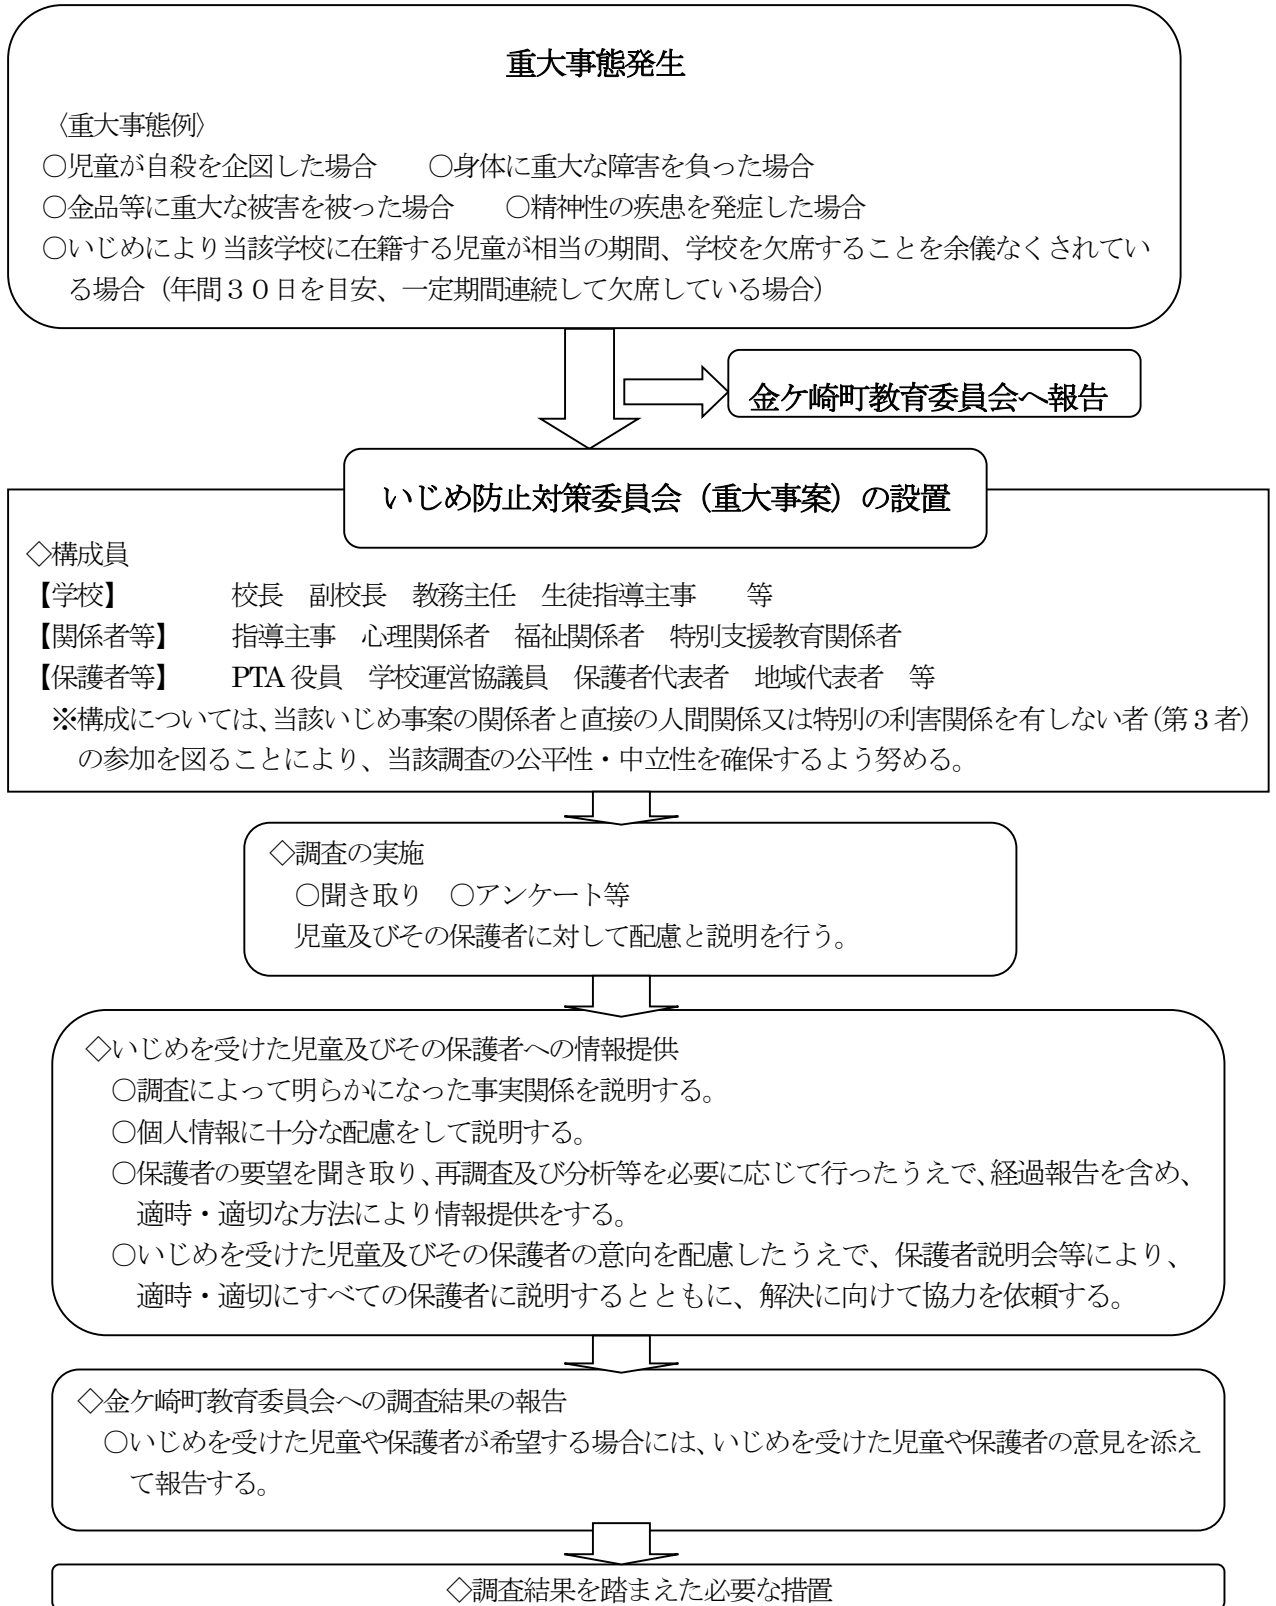 重大事態発生
〈重大事態例〉
○児童が自殺を企図した場合　　○身体に重大な障害を負った場合
○金品等に重大な被害を被った場合　　○精神性の疾患を発症した場合
○いじめにより当該学校に在籍する児童が相当の期間、学校を欠席することを余儀なくされてい
る場合（年間３０日を目安、一定期間連続して欠席している場合）
金ケ崎町教育委員会へ報告
いじめ防止対策委員会（重大事案）の設置
◇構成員
【学校】　　　　校長　副校長　教務主任　生徒指導主事　　等
【関係者等】　　指導主事　心理関係者　福祉関係者　特別支援教育関係者
【保護者等】　　PTA 役員　学校運営協議員　保護者代表者　地域代表者　等
※構成については、当該いじめ事案の関係者と直接の人間関係又は特別の利害関係を有しない者（第３者）
の参加を図ることにより、当該調査の公平性・中立性を確保するよう努める。
◇調査の実施
○聞き取り　○アンケート等
児童及びその保護者に対して配慮と説明を行う。
◇いじめを受けた児童及びその保護者への情報提供
○調査によって明らかになった事実関係を説明する。
○個人情報に十分な配慮をして説明する。
○保護者の要望を聞き取り、再調査及び分析等を必要に応じて行ったうえで、経過報告を含め、
適時・適切な方法により情報提供をする。
○いじめを受けた児童及びその保護者の意向を配慮したうえで、保護者説明会等により、
適時・適切にすべての保護者に説明するとともに、解決に向けて協力を依頼する。
◇金ケ崎町教育委員会への調査結果の報告
○いじめを受けた児童や保護者が希望する場合には、いじめを受けた児童や保護者の意見を添え
て報告する。
◇調査結果を踏まえた必要な措置